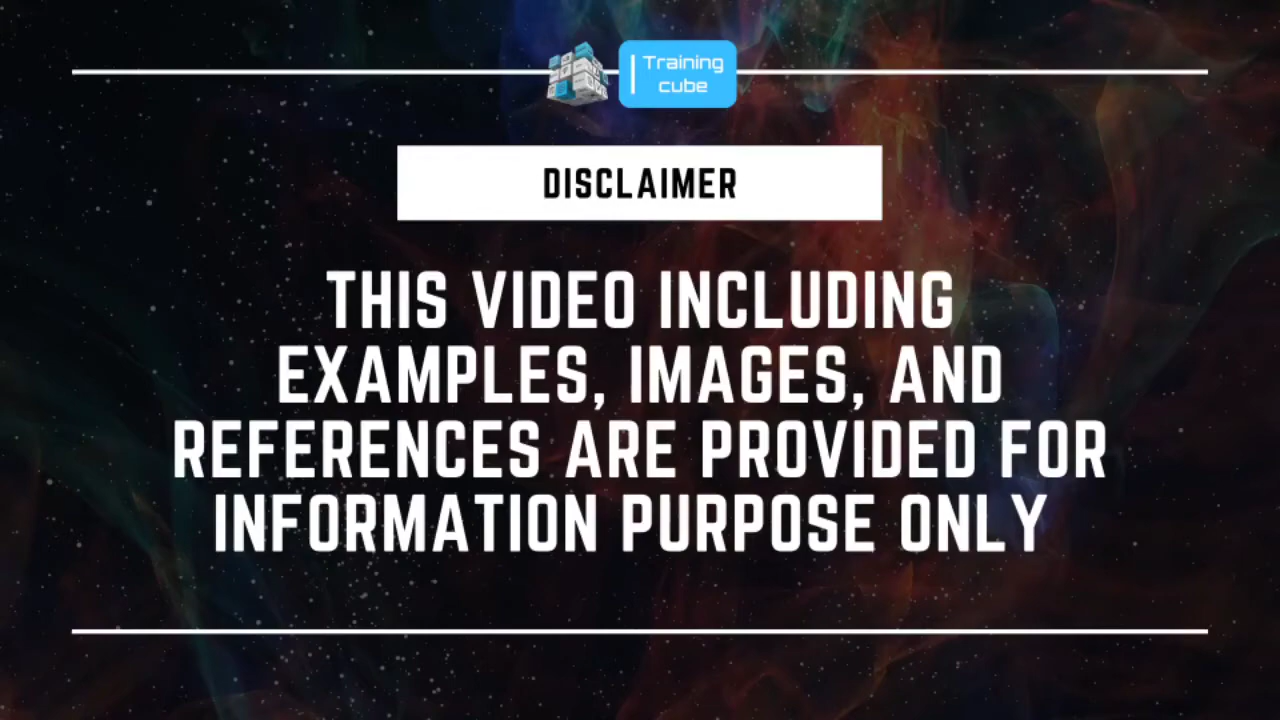 Training
cube
DISCLAIMER
THIS VIDEO INCLUDING
EXAMPLES, IMAGES, AND
REFERENCES ARE PROVIDED FOR
INFORMATION PURPOSE ONLY